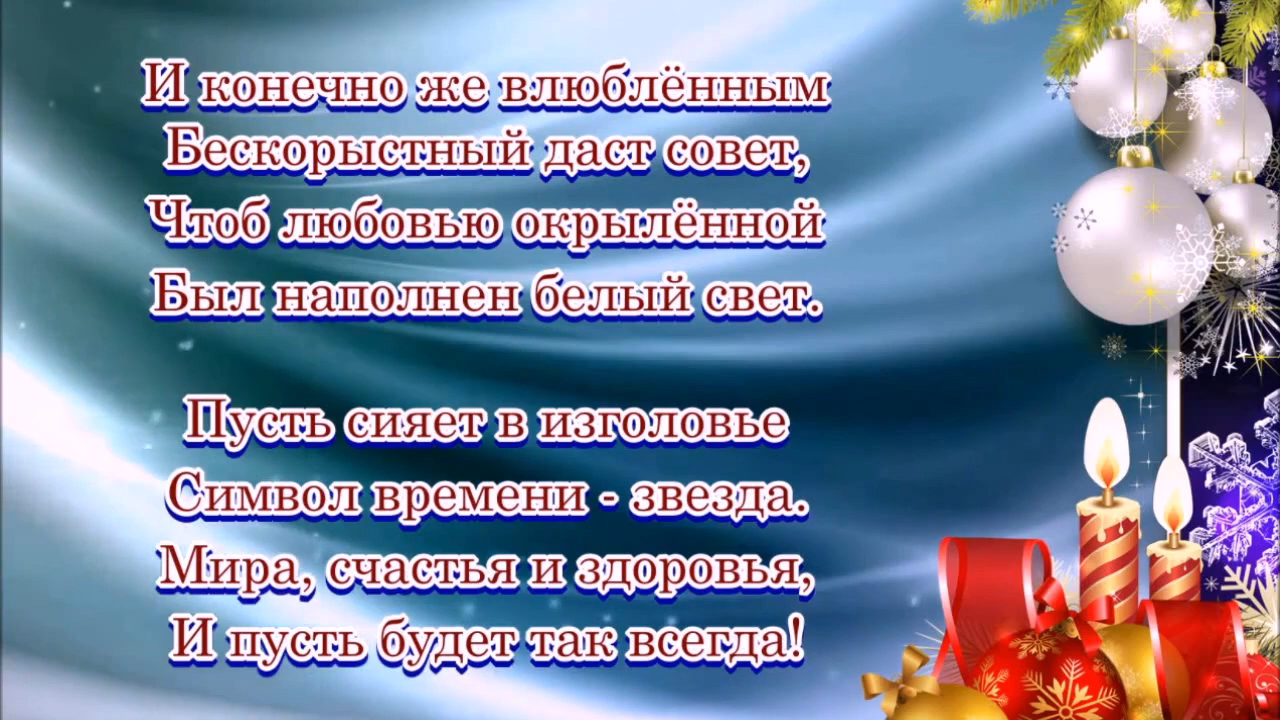 И конечно же влюблённым
Бескорыстный даст совет,
Чтоб любовью окрылённой
Был наполнен белый свет.
Пусть сияет в изголовье
Символ времени - звезда.
Мира, счастья и здоровья,
И пусть будет так всегда!